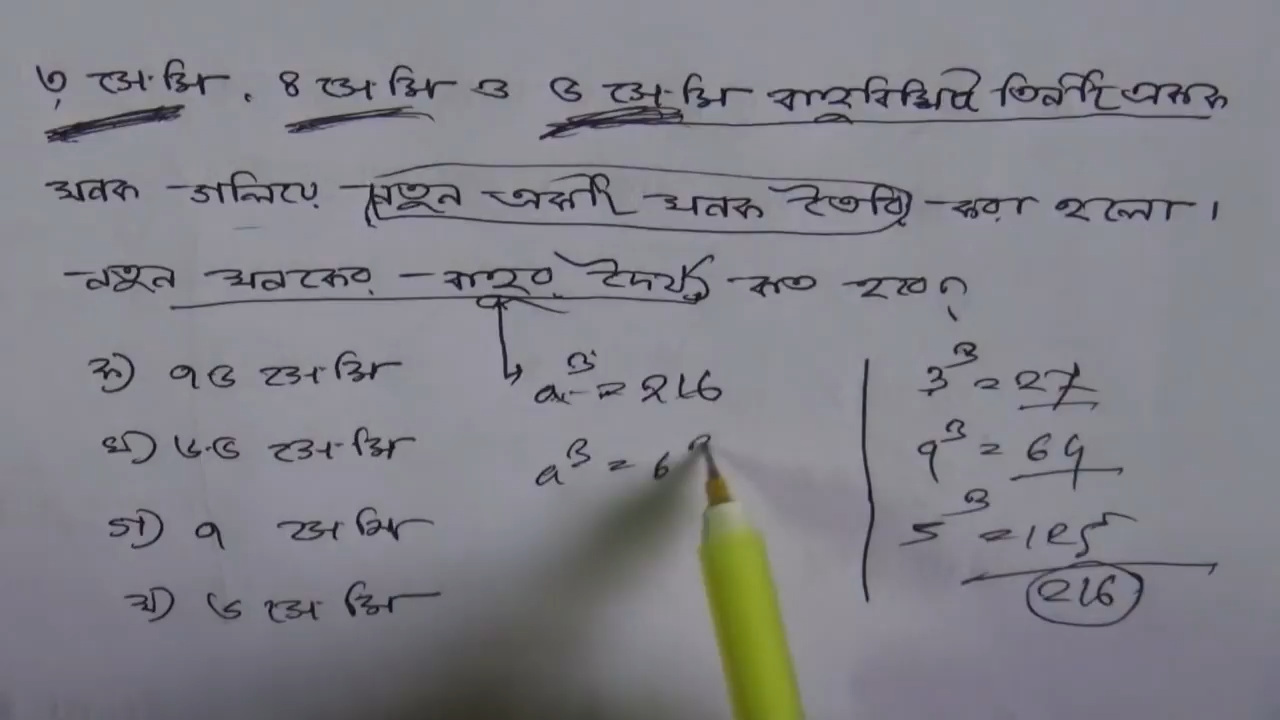 ৩ সে.মি. ৪ সে.মি ও ৫ সে.মি বাহুবিশিষ্ট তিনটি
ঘনক গলিয়ে নতুন একটি ঘনক তৈরি করা হলো।
নতুন ঘনকের বাহুর দৈর্ঘ্য কত হবে?
ক) ৭.৫ সে.মি
খ) ৬.৫ সে.মি
গ) ৭ সে.মি
ঘ) ৬ সে.মি
a³ = 216
a³ = 6³
3³ = 27
4³ = 64
5³ = 125
216